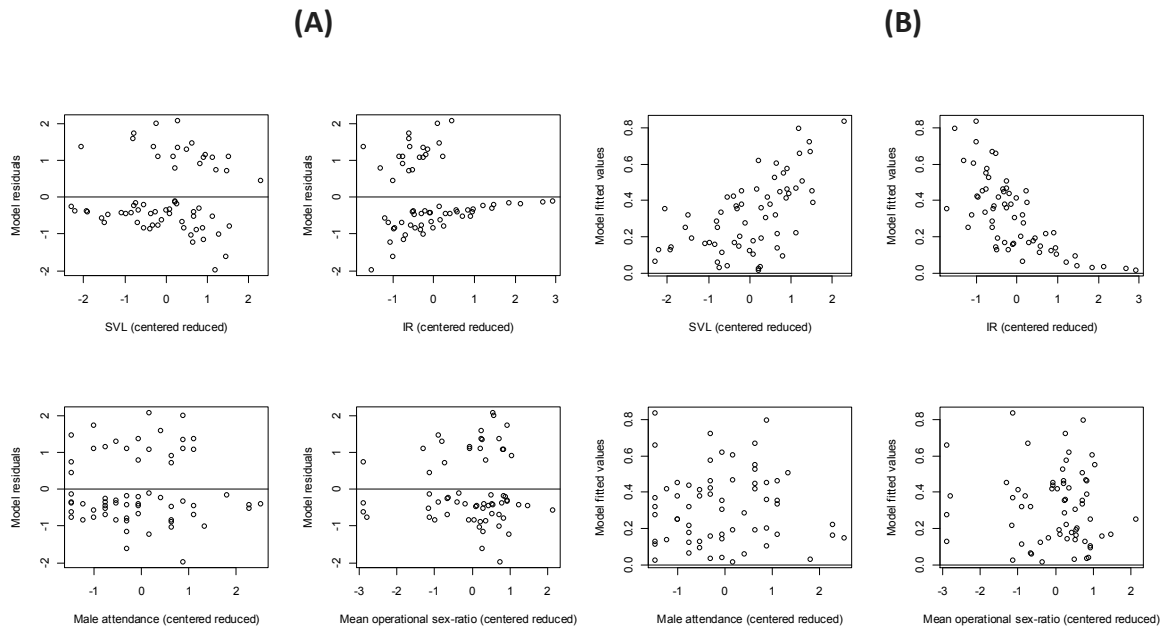 (A)
(B)
Model residuals
2
1
0
-1
-2
-2 -1 0 1 2
SVL (centered reduced)
Model residuals
2
1
0
-1
-2
-1 0 1 2 3
IR (centered reduced)
Model fitted values
0.8
0.6
0.4
0.2
0.0
-2 -1 0 1 2
SVL (centered reduced)
Model fitted values
0.8
0.6
0.4
0.2
0.0
-1 0 1 2 3
IR (centered reduced)
Model residuals
2
1
0
-1
-2
-1 0 1 2
Male attendance (centered reduced)
Model residuals
2
1
0
-1
-2
-3 -2 -1 0 1 2
Mean operational sex-ratio (centered reduced)
Model fitted values
0.8
0.6
0.4
0.2
0.0
-1 0 1 2
Male attendance (centered reduced)
Model fitted values
0.8
0.6
0.4
0.2
0.0
-3 -2 -1 0 1 2
Mean operational sex-ratio (centered reduced)